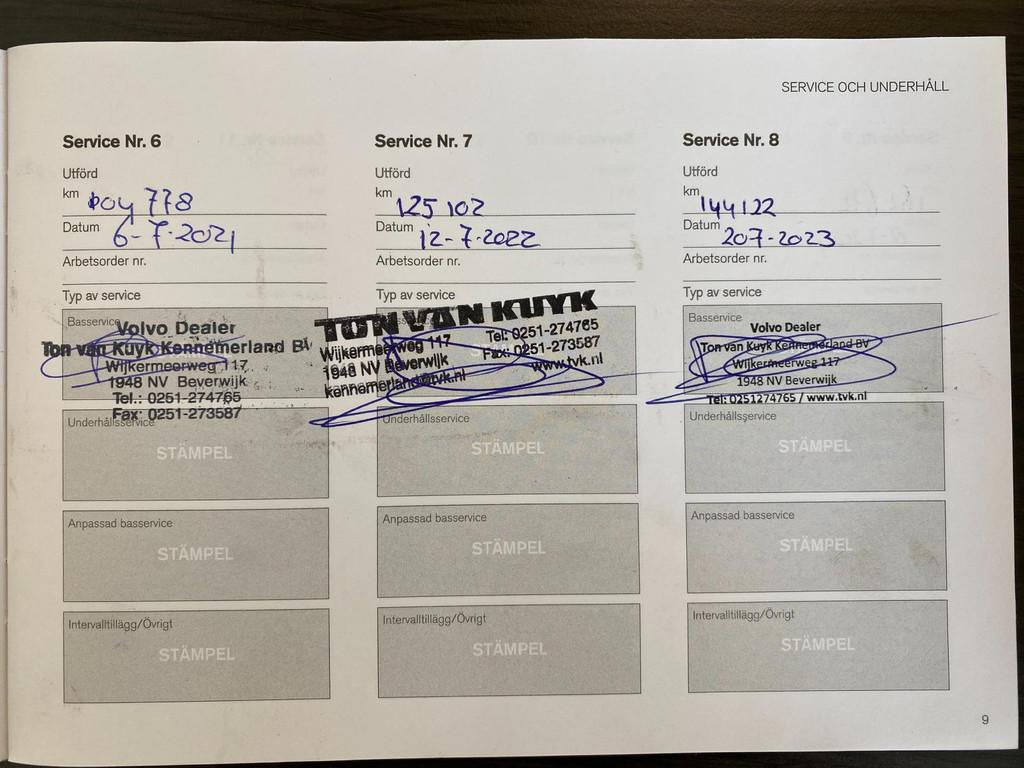 SERVICE OCH UNDERHÅLL
Service Nr. 6
Utförd
km 104 778
Datum 6-7-2021
Arbetsorder nr.
Typ av service
Basservice
Volvo Dealer
Ton van Kuyk Kennemerland BV
Wijkermeerweg 117
1948 NV Beverwijk
Tel.: 0251-274765
Fax: 0251-273587
Underhållsservice
STÄMPEL
Anpassad basservice
STÄMPEL
Intervalltillägg/Övrigt
STÄMPEL
Service Nr. 7
Utförd
km 125 102
Datum 12-7-2022
Arbetsorder nr.
Typ av service
TON VAN KUYK
Wijkermeerweg 117 Tel: 0251-274765
1948 NV Beverwijk Fax: 0251-273587
kennemerland@tvk.nl www.tvk.nl
Underhållsservice
STÄMPEL
Anpassad basservice
STÄMPEL
Intervalltillägg/Övrigt
STÄMPEL
Service Nr. 8
Utförd
km 144122
Datum 207-2023
Arbetsorder nr.
Typ av service
Basservice
Volvo Dealer
Ton van Kuyk Kennemerland BV
Wijkermeerweg 117
1948 NV Beverwijk
Tel: 0251274765 / www.tvk.nl
Underhållsservice
STÄMPEL
Anpassad basservice
STÄMPEL
Intervalltillägg/Övrigt
STÄMPEL
9